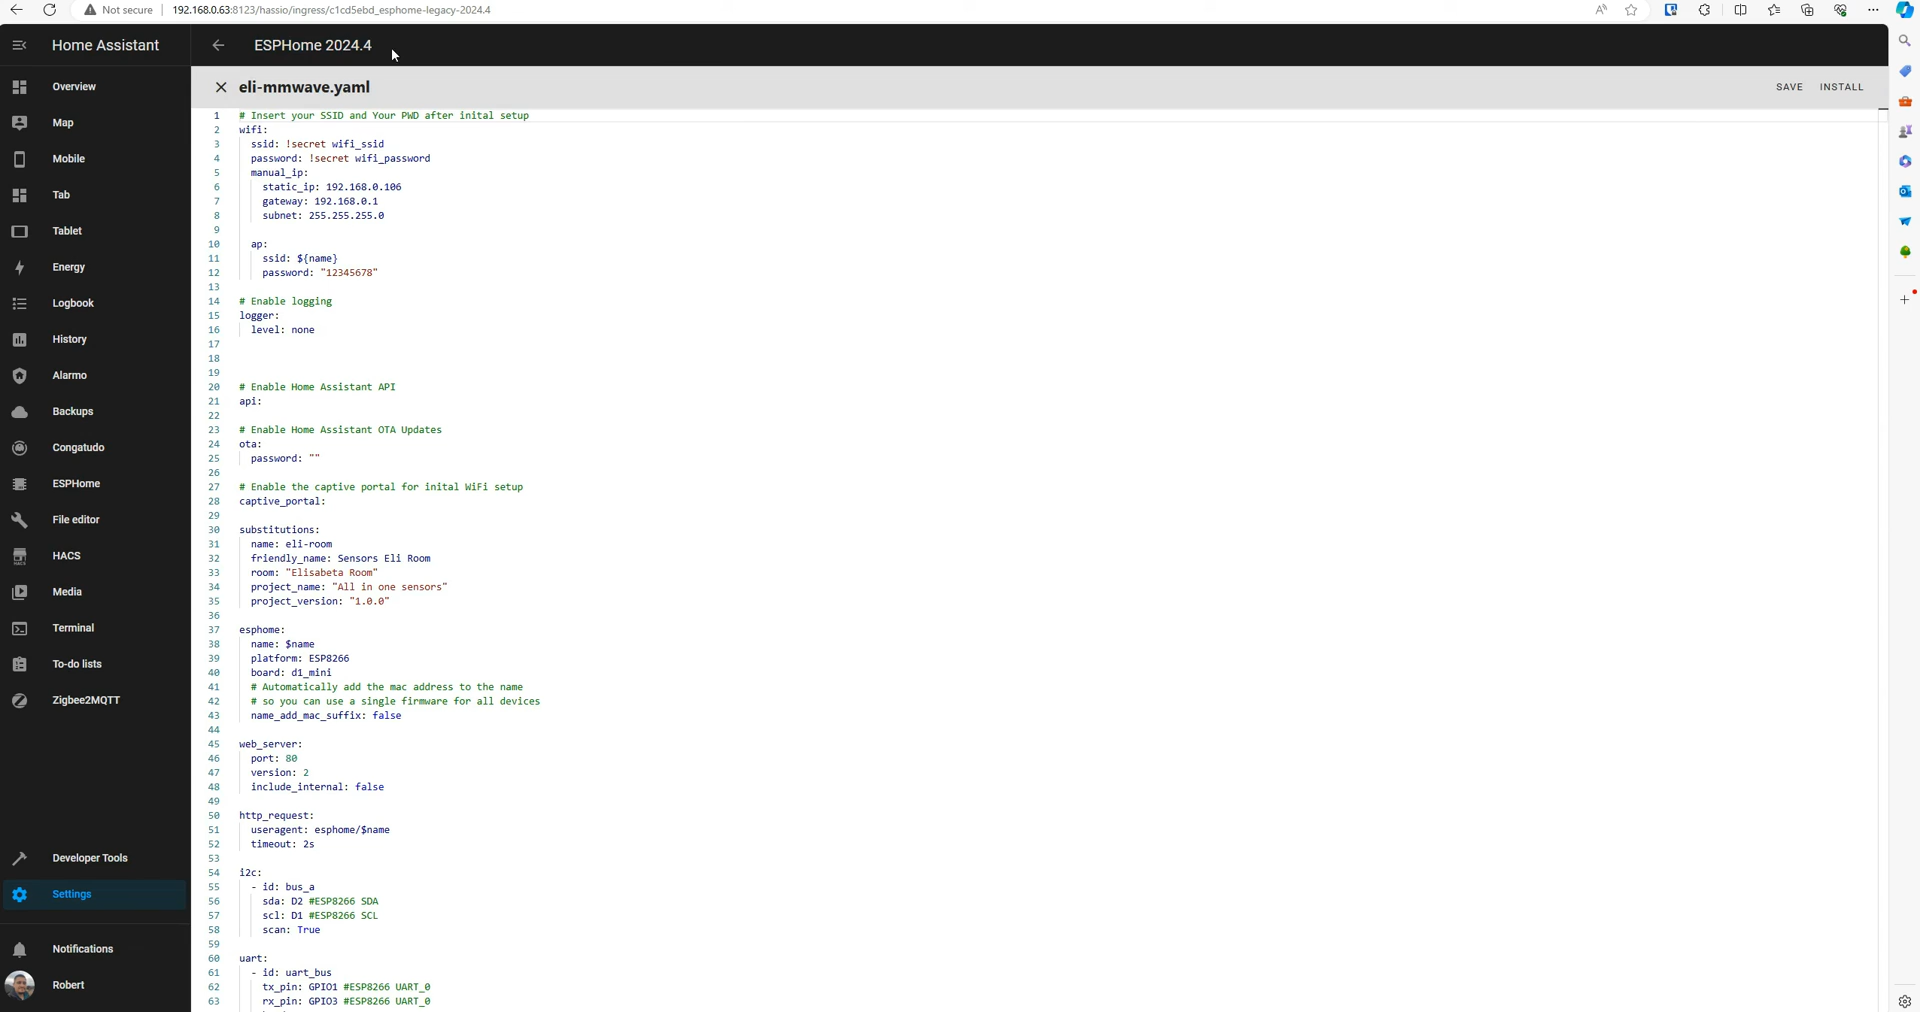 Not secure
192.168.0.63:8123/hassio/ingress/c1cd5ebd_esphome-legacy-2024.4
Home Assistant
ESPHome 2024.4
eli-mmwave.yaml
SAVE INSTALL
Overview
Map
Mobile
Tab
Tablet
Energy
Logbook
History
Alarmo
Backups
Congatudo
ESPHome
File editor
HACS
Media
Terminal
To-do lists
Zigbee2MQTT
Developer Tools
Settings
Notifications
Robert
1 # Insert your SSID and Your PWD after inital setup
2 wifi:
3 ssid: !secret wifi_ssid
4 password: !secret wifi_password
5 manual_ip:
6 static_ip: 192.168.0.106
7 gateway: 192.168.0.1
8 subnet: 255.255.255.0
9
10 ap:
11 ssid: ${name}
12 password: "12345678"
13
14 # Enable logging
15 logger:
16 level: none
17
18
19
20 # Enable Home Assistant API
21 api:
22
23 # Enable Home Assistant OTA Updates
24 ota:
25 password: ""
26
27 # Enable the captive portal for inital WiFi setup
28 captive_portal:
29
30 substitutions:
31 name: eli-room
32 friendly_name: Sensors Eli Room
33 room: "Elisabeta Room"
34 project_name: "All in one sensors"
35 project_version: "1.0.0"
36
37 esphome:
38 name: $name
39 platform: ESP8266
40 board: d1_mini
41 # Automatically add the mac address to the name
42 # so you can use a single firmware for all devices
43 name_add_mac_suffix: false
44
45 web_server:
46 port: 80
47 version: 2
48 include_internal: false
49
50 http_request:
51 useragent: esphome/$name
52 timeout: 2s
53
54 i2c:
55 - id: bus_a
56 sda: D2 #ESP8266 SDA
57 scl: D1 #ESP8266 SCL
58 scan: True
59
60 uart:
61 - id: uart_bus
62 tx_pin: GPIO1 #ESP8266 UART_0
63 rx_pin: GPIO3 #ESP8266 UART_0